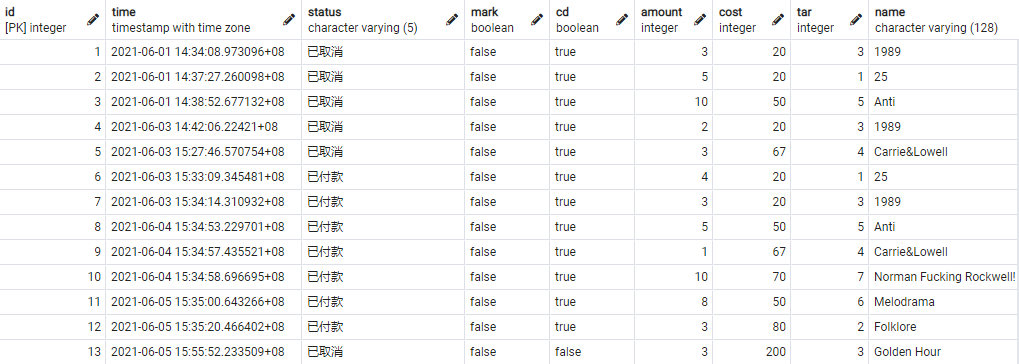 id time status mark cd amount cost tar name
[PK] integer timestamp with time zone character varying (5) boolean boolean integer integer integer character varying (128)
1 2021-06-01 14:34:08.973096+08 已取消 false true 3 20 3 1989
2 2021-06-01 14:37:27.260098+08 已取消 false true 5 20 1 25
3 2021-06-01 14:38:52.677132+08 已取消 false true 10 50 5 Anti
4 2021-06-03 14:42:06.22421+08 已取消 false true 2 20 3 1989
5 2021-06-03 15:27:46.570754+08 已取消 false true 3 67 4 Carrie&Lowell
6 2021-06-03 15:33:09.345481+08 已付款 false true 4 20 1 25
7 2021-06-03 15:34:14.310932+08 已付款 false true 3 20 3 1989
8 2021-06-04 15:34:53.229701+08 已付款 false true 5 50 5 Anti
9 2021-06-04 15:34:57.435521+08 已付款 false true 1 67 4 Carrie&Lowell
10 2021-06-04 15:34:58.696695+08 已付款 false true 10 70 7 Norman Fucking Rockwell!
11 2021-06-05 15:35:00.643266+08 已付款 false true 8 50 6 Melodrama
12 2021-06-05 15:35:20.466402+08 已付款 false true 3 80 2 Folklore
13 2021-06-05 15:55:52.233509+08 已取消 false false 3 200 3 Golden Hour